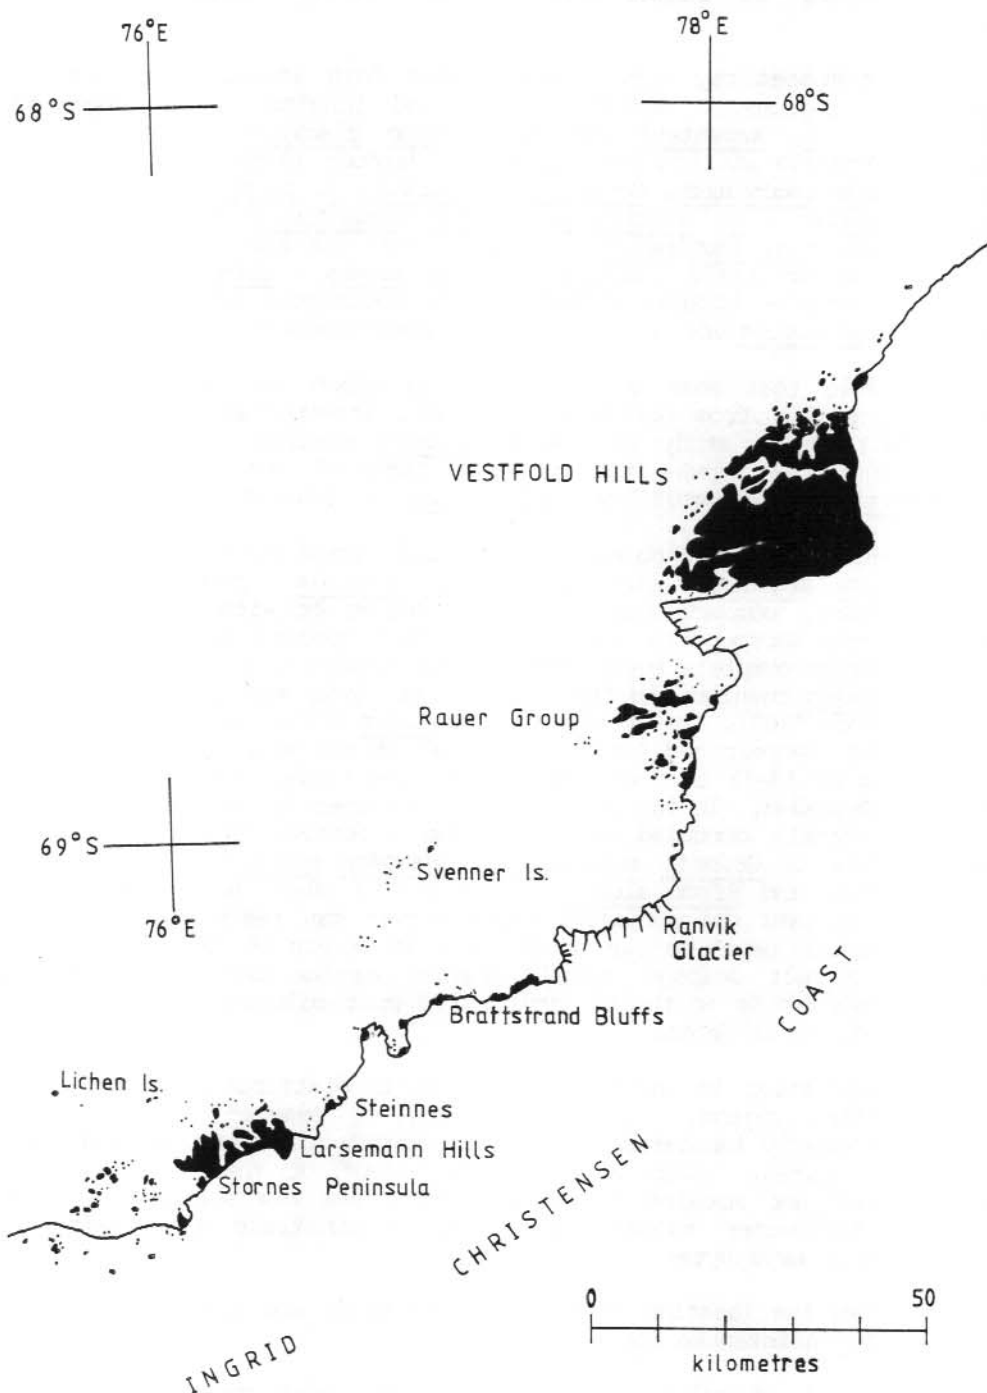 76°E
78°E
68°S
68°S
VESTFOLD HILLS
Rauer Group
69°S
Svenner Is.
76°E
Ranvik
Glacier
COAST
Brattstrand Bluffs
Lichen Is.
Steinnes
Larsemann Hills
Stornes Peninsula
CHRISTENSEN
INGRID
0 50
kilometres